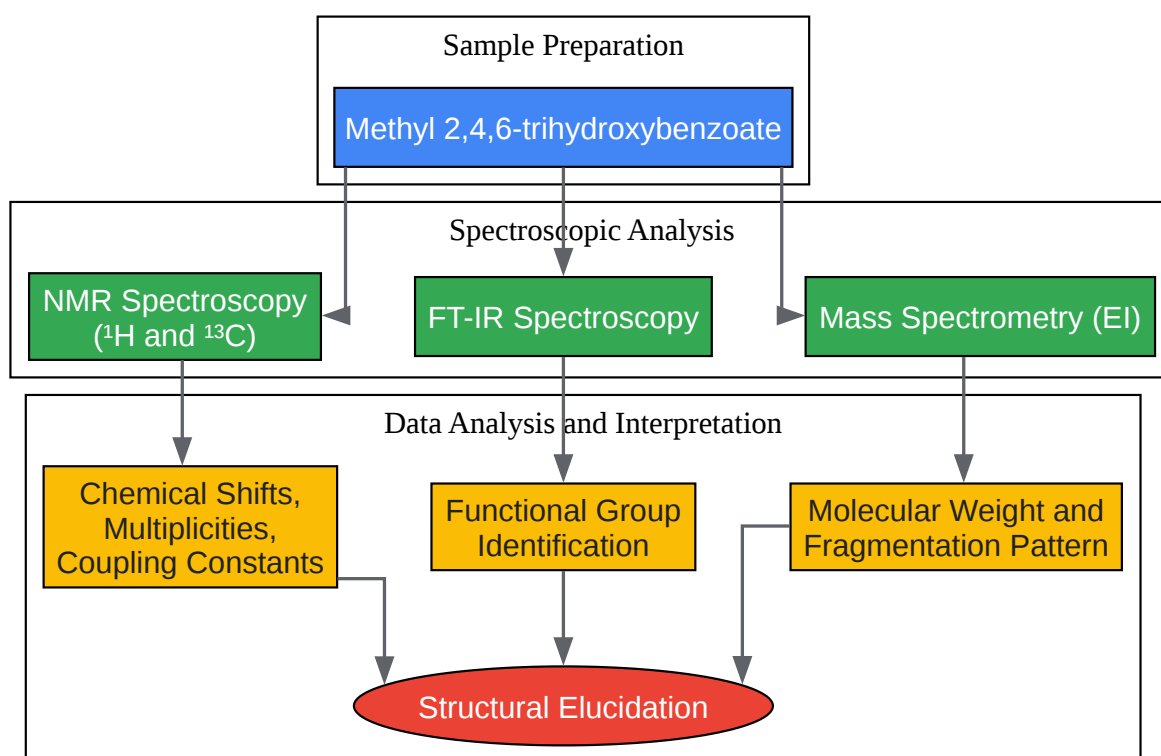 Sample Preparation
Methyl 2,4,6-trihydroxybenzoate
Spectroscopic Analysis
NMR Spectroscopy
(¹H and ¹³C)
FT-IR Spectroscopy
Mass Spectrometry (EI)
Data Analysis and Interpretation
Chemical Shifts,
Multiplicities,
Coupling Constants
Functional Group
Identification
Molecular Weight and
Fragmentation Pattern
Structural Elucidation